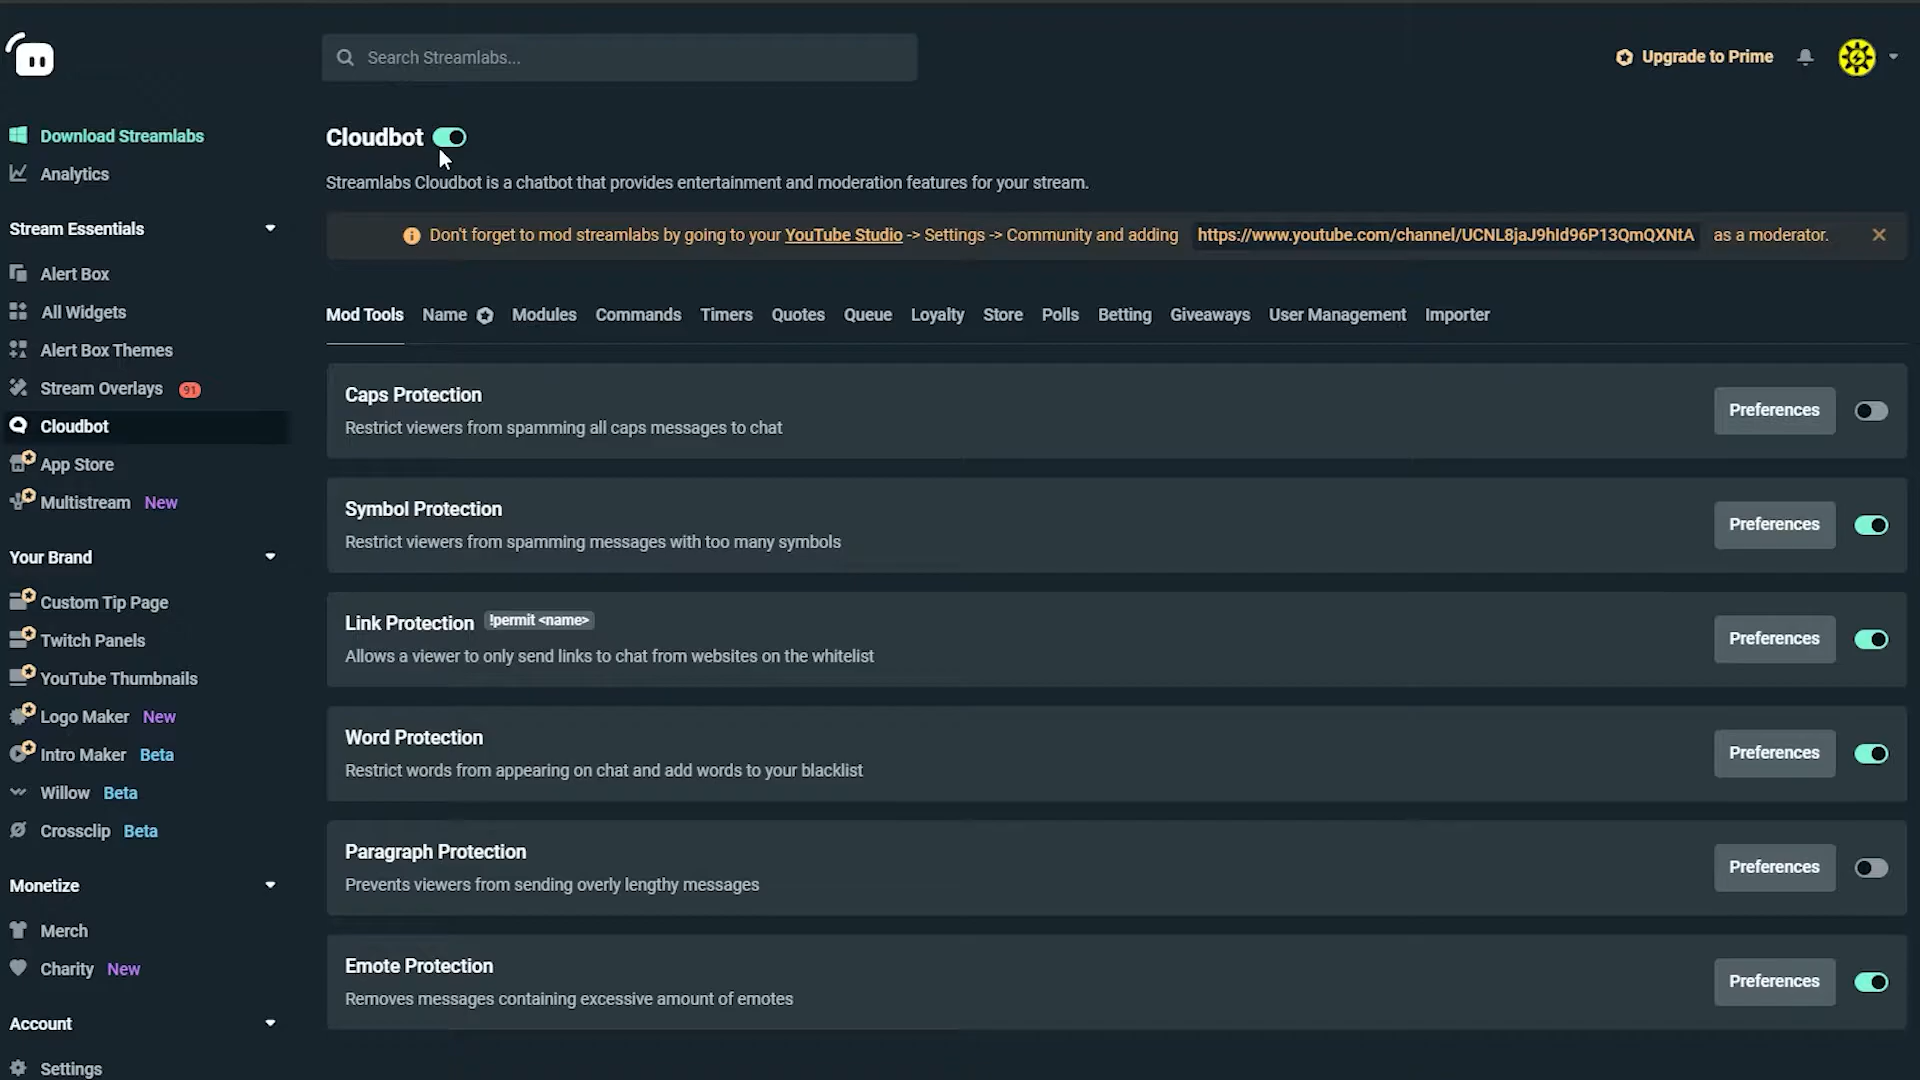 Search Streamlabs...
Upgrade to Prime
Download Streamlabs
Analytics
Stream Essentials
Alert Box
All Widgets
Alert Box Themes
Stream Overlays 91
Cloudbot
App Store
Multistream New
Your Brand
Custom Tip Page
Twitch Panels
YouTube Thumbnails
Logo Maker New
Intro Maker Beta
Willow Beta
Crossclip Beta
Monetize
Merch
Charity New
Account
Settings
Cloudbot
Streamlabs Cloudbot is a chatbot that provides entertainment and moderation features for your stream.
Don't forget to mod streamlabs by going to your YouTube Studio -> Settings -> Community and adding https://www.youtube.com/channel/UCNL8jaJ9hId96P13QmQXNtA as a moderator.
Mod Tools Name Modules Commands Timers Quotes Queue Loyalty Store Polls Betting Giveaways User Management Importer
Caps Protection
Restrict viewers from spamming all caps messages to chat
Preferences
Symbol Protection
Restrict viewers from spamming messages with too many symbols
Preferences
Link Protection !permit <name>
Allows a viewer to only send links to chat from websites on the whitelist
Preferences
Word Protection
Restrict words from appearing on chat and add words to your blacklist
Preferences
Paragraph Protection
Prevents viewers from sending overly lengthy messages
Preferences
Emote Protection
Removes messages containing excessive amount of emotes
Preferences